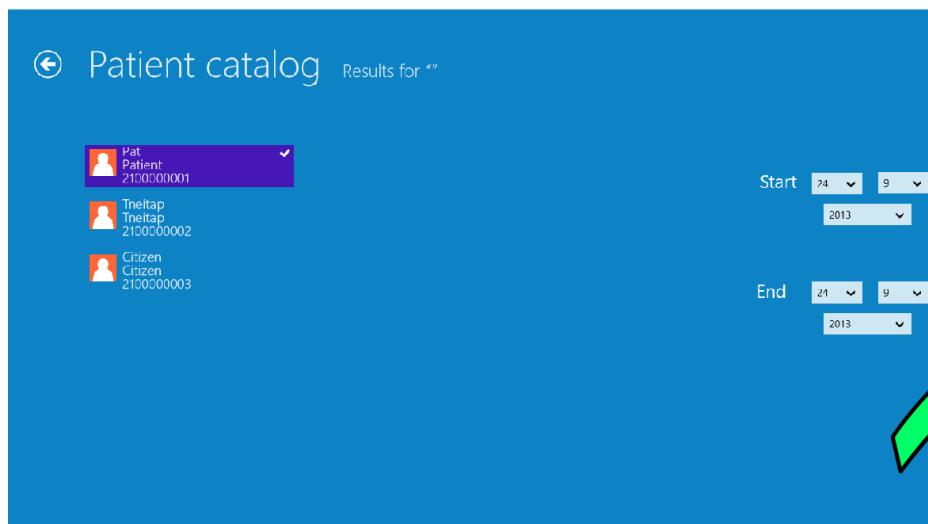 Patient catalog Results for “”
Pat
Patient
2100000001
Tneitap
Tneitap
2100000002
Citizen
Citizen
2100000003
Start 24 9
2013
End 24 9
2013